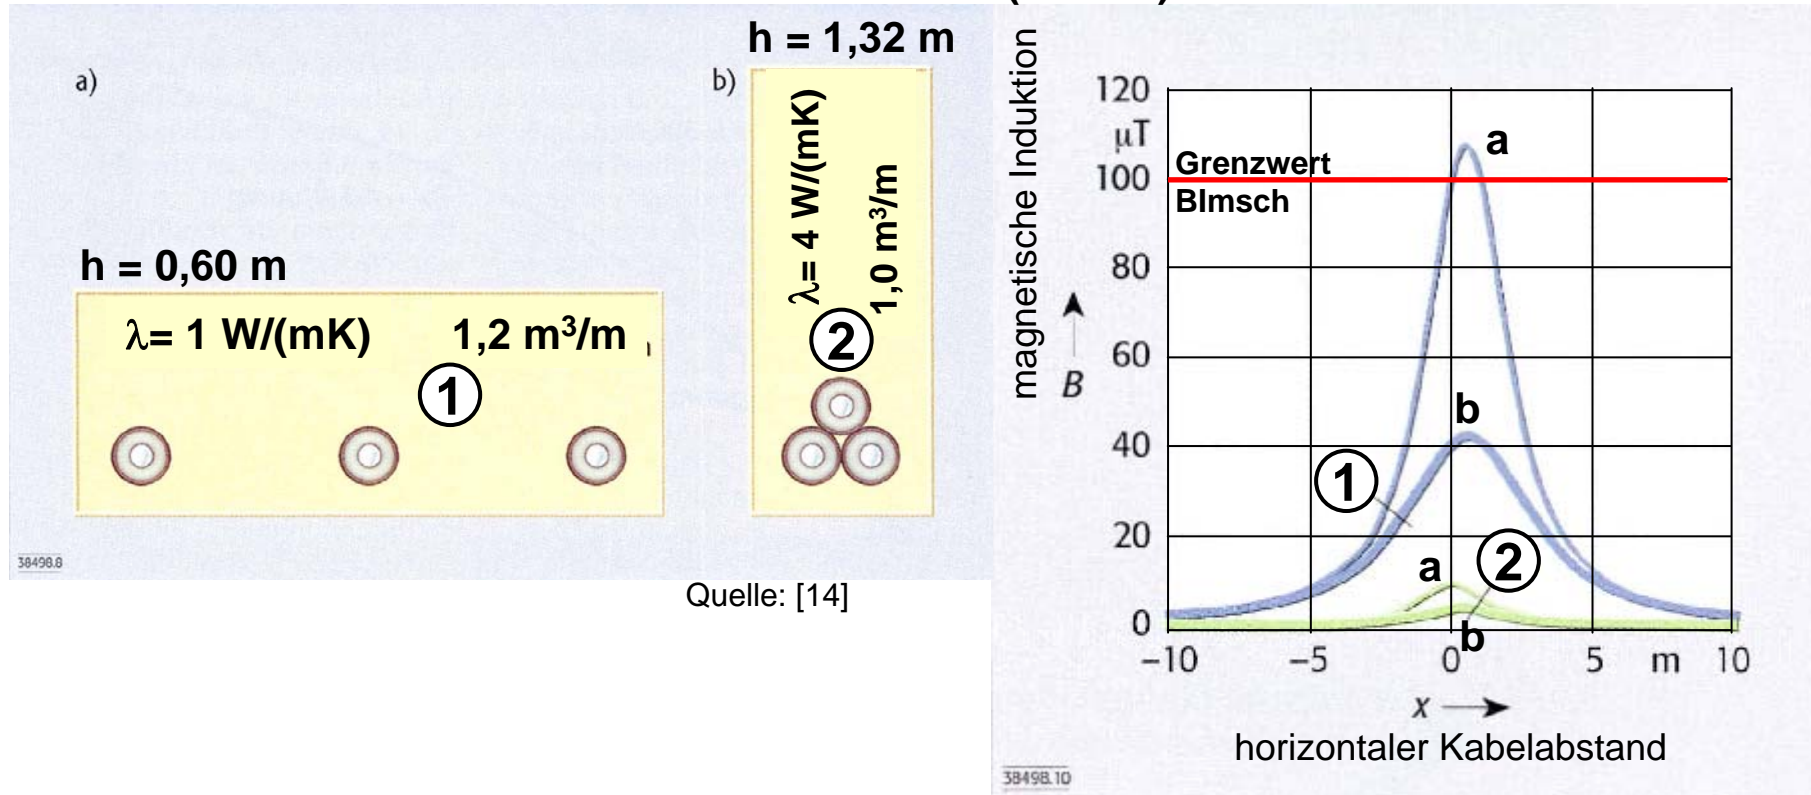 h = 1,32 m
a)
b)
h = 0,60 m
λ= 1 W/(mK)
1,2 m³/m
1
λ= 4 W/(mK)
1,0 m³/m
2
38498.8
Quelle: [14]
magnetische Induktion
B
120
µT
100
80
60
40
20
0
Grenzwert
BImsch
a
b
1
a
2
b
−10
−5
0
5
m
10
x
horizontaler Kabelabstand
38498.10